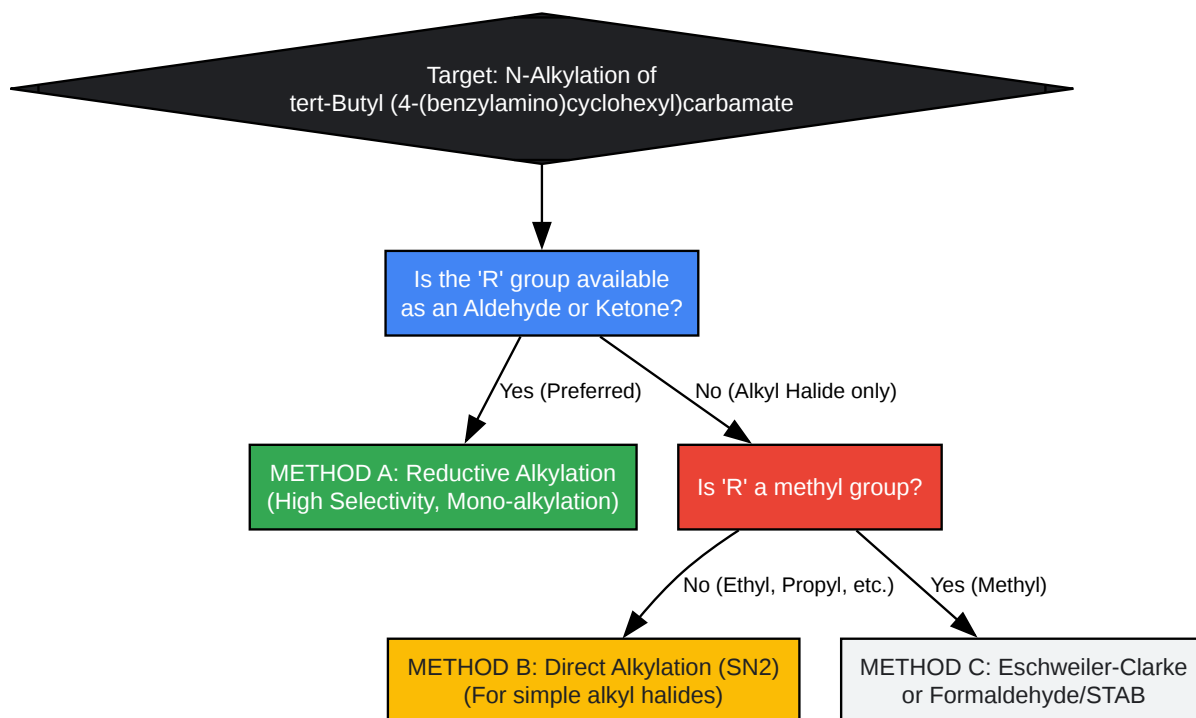 Target: N-Alkylation of
tert-Butyl (4-(benzylamino)cyclohexyl)carbamate
Is the 'R' group available
as an Aldehyde or Ketone?
Yes (Preferred)
No (Alkyl Halide only)
METHOD A: Reductive Alkylation
(High Selectivity, Mono-alkylation)
Is 'R' a methyl group?
No (Ethyl, Propyl, etc.)
Yes (Methyl)
METHOD B: Direct Alkylation (SN2)
(For simple alkyl halides)
METHOD C: Eschweiler-Clarke
or Formaldehyde/STAB